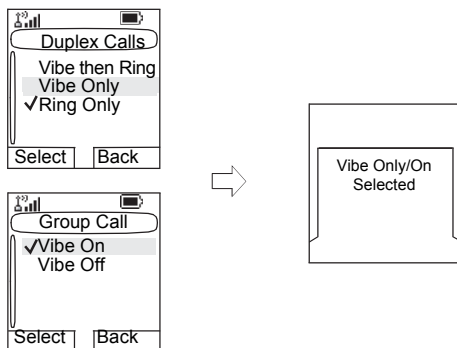 Duplex Calls
Vibe then Ring
Vibe Only
✓Ring Only
Select Back
Group Call
✓Vibe On
Vibe Off
Select Back
Vibe Only/On
Selected